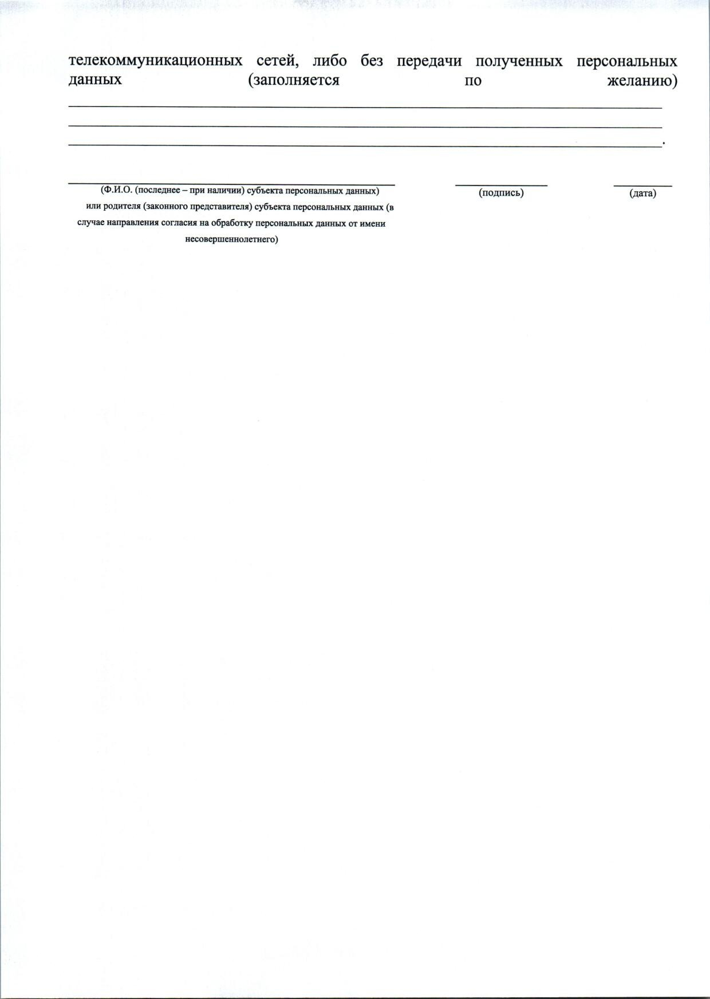 телекоммуникационных сетей, либо без передачи полученных персональных
данных (заполняется по желанию)
.
(Ф.И.О. (последнее – при наличии) субъекта персональных данных) (подпись) (дата)
или родителя (законного представителя) субъекта персональных данных (в
случае направления согласия на обработку персональных данных от имени
несовершеннолетнего)